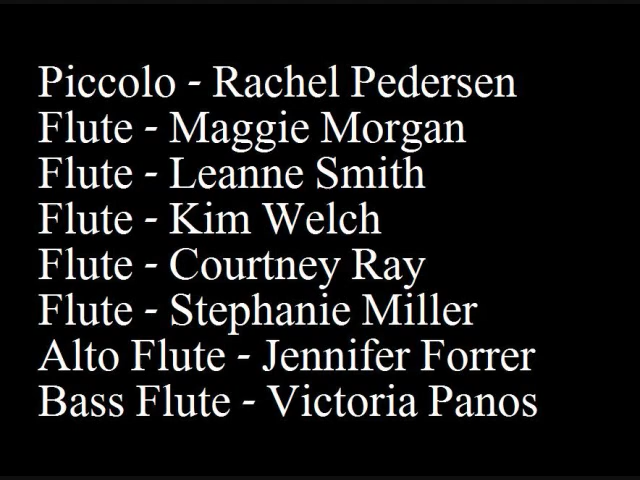 Piccolo - Rachel Pedersen
Flute - Maggie Morgan
Flute - Leanne Smith
Flute - Kim Welch
Flute - Courtney Ray
Flute - Stephanie Miller
Alto Flute - Jennifer Forrer
Bass Flute - Victoria Panos